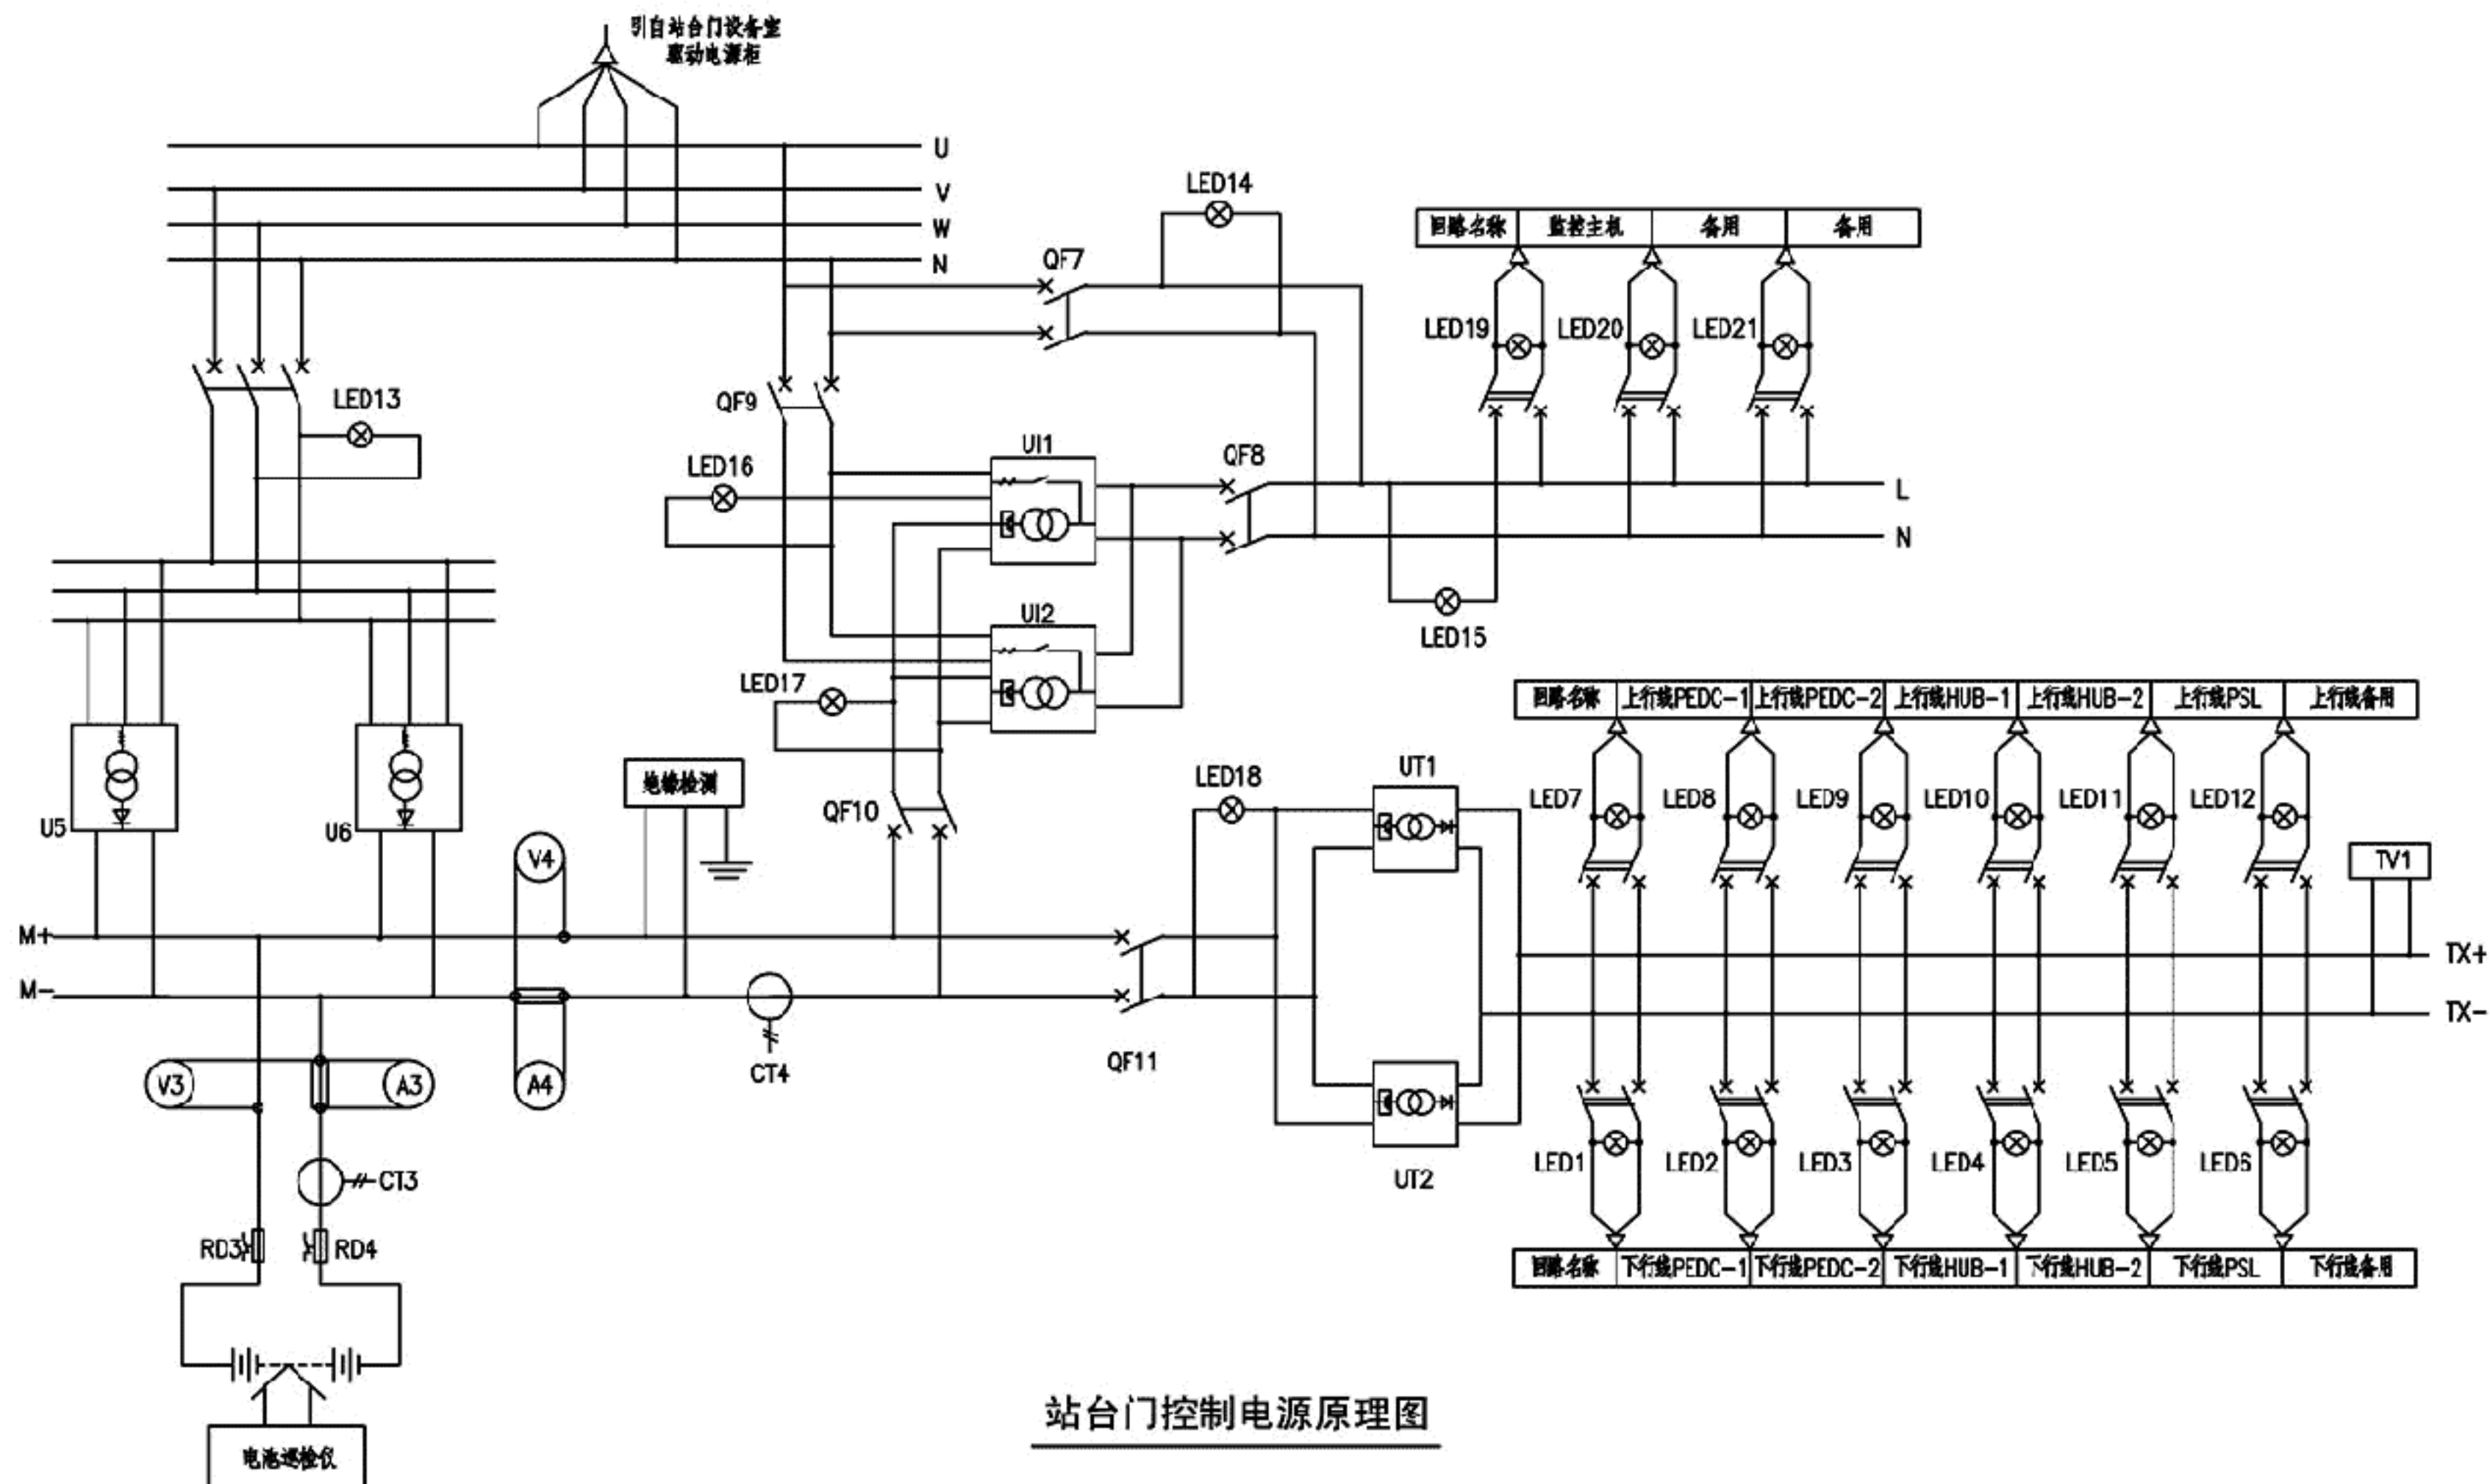 引自站台门设备室
驱动电源柜
U
V
W
N
LED14
QF7
回路名称 监控主机 备用 备用
LED19 LED20 LED21
LED13
QF9
UI1
QF8
LED16
L
N
UI2
LED15
LED17
回路名称 上行线PEDC-1 上行线PEDC-2 上行线HUB-1 上行线HUB-2 上行线PSL 上行线备用
绝缘检测
LED18
UT1
LED7 LED8 LED9 LED10 LED11 LED12
QF10
U5
U6
V4
TV1
M+
TX+
M-
TX-
CT4
QF11
V3
A3
A4
LED1 LED2 LED3 LED4 LED5 LED6
CT3
UT2
RD3
RD4
回路名称 下行线PEDC-1 下行线PEDC-2 下行线HUB-1 下行线HUB-2 下行线PSL 下行线备用
站台门控制电源原理图
电池巡检仪